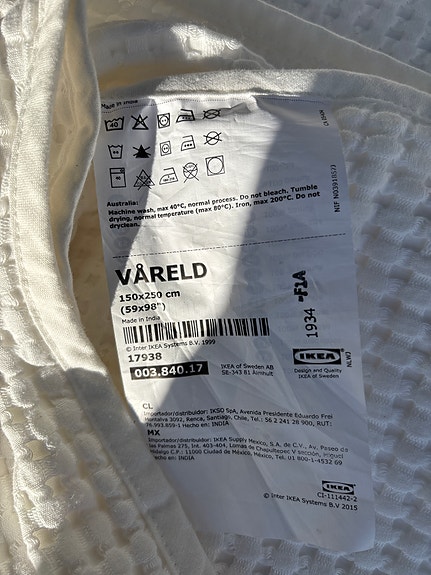 Made in India
40
Australia:
Machine wash, max 40°C, normal process. Do not bleach. Tumble
drying, normal temperature (max 80°C). Iron, max 200°C. Do not
dryclean.
VÅRELD
150x250 cm
(59x98")
Made in India
© Inter IKEA Systems B.V. 1999
17938
003.840.17
IKEA of Sweden AB
SE-343 81 Älmhult
1934
-F1A
IKEA
Design and Quality
IKEA of Sweden
CL
Importador/distribuidor: IKSO SpA, Avenida Presidente Eduardo Frei
Montalva 3092, Renca, Santiago, Chile, Tel.: 56 2 241 28 900, RUT:
76.993.859-1 Hecho en: INDIA
MX
Importador/distribuidor: IKEA Supply Mexico, S.A. de C.V., Av. Paseo de
las Palmas 275, Int. 403-404, Lomas de Chapultepec V sección, Miguel
Hidalgo C.P.: 11000 Ciudad de México, México, Tel: 01 800-1-4532 69
Hecho en: INDIA
IKEA
CI-111442-2
© Inter IKEA Systems B.V 2015